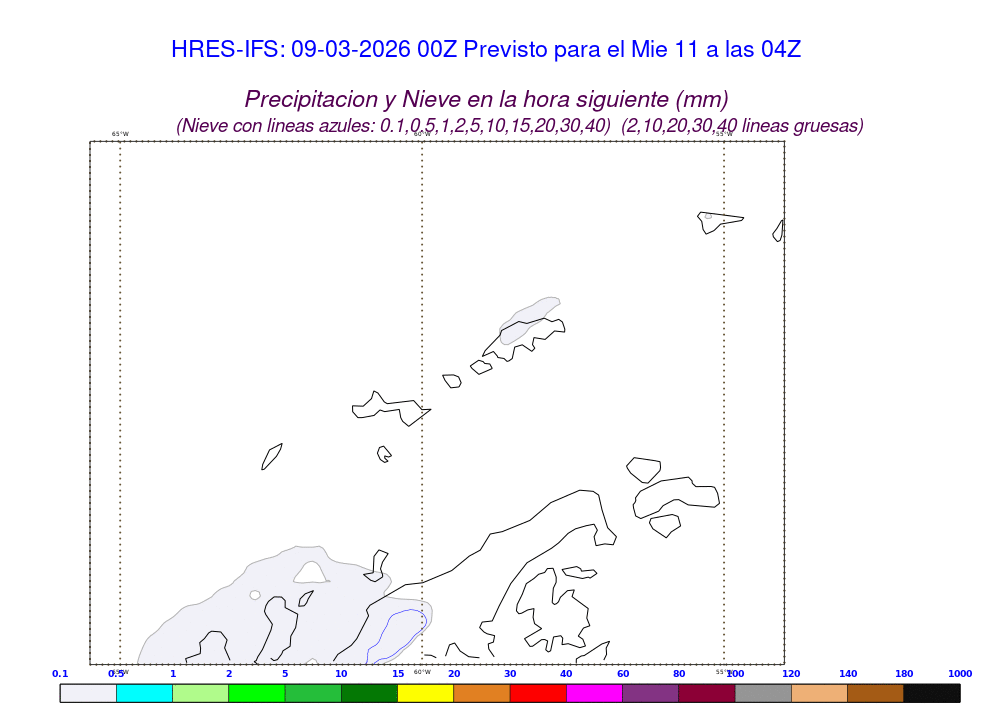 HRES-IFS: 09-03-2026 00Z Previsto para el Mie 11 a las 04Z
Precipitacion y Nieve en la hora siguiente (mm)
(Nieve con lineas azules: 0.1,0.5,1,2,5,10,15,20,30,40)  (2,10,20,30,40 lineas gruesas)
65°W 60°W 55°W
65°W 60°W 55°W
0.1 0.5 1 2 5 10 15 20 30 40 60 80 100 120 140 180 1000